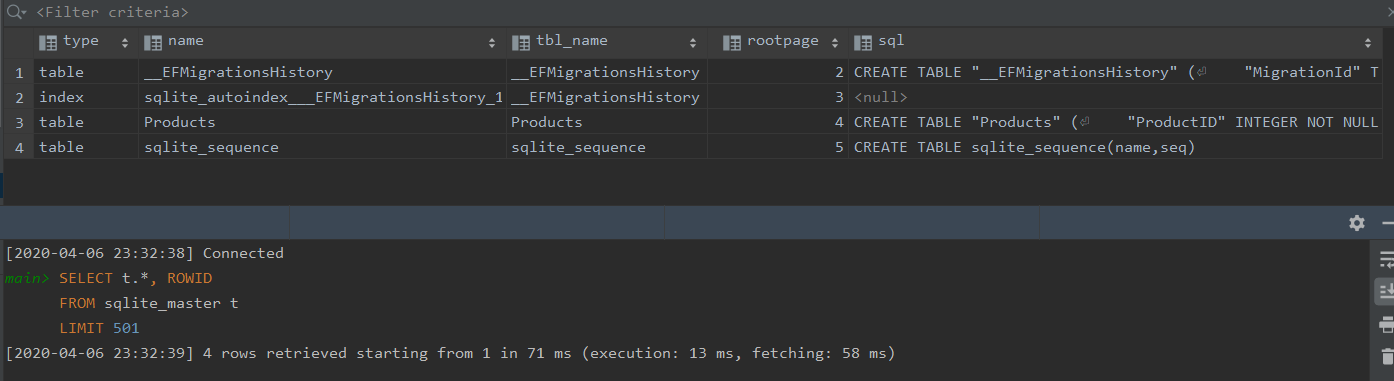 <Filter criteria>
type name tbl_name rootpage sql
1 table __EFMigrationsHistory __EFMigrationsHistory 2 CREATE TABLE "__EFMigrationsHistory" (⏎ "MigrationId" T
2 index sqlite_autoindex___EFMigrationsHistory_1 __EFMigrationsHistory 3 <null>
3 table Products Products 4 CREATE TABLE "Products" (⏎ "ProductID" INTEGER NOT NULL
4 table sqlite_sequence sqlite_sequence 5 CREATE TABLE sqlite_sequence(name,seq)
[2020-04-06 23:32:38] Connected
main> SELECT t.*, ROWID
FROM sqlite_master t
LIMIT 501
[2020-04-06 23:32:39] 4 rows retrieved starting from 1 in 71 ms (execution: 13 ms, fetching: 58 ms)